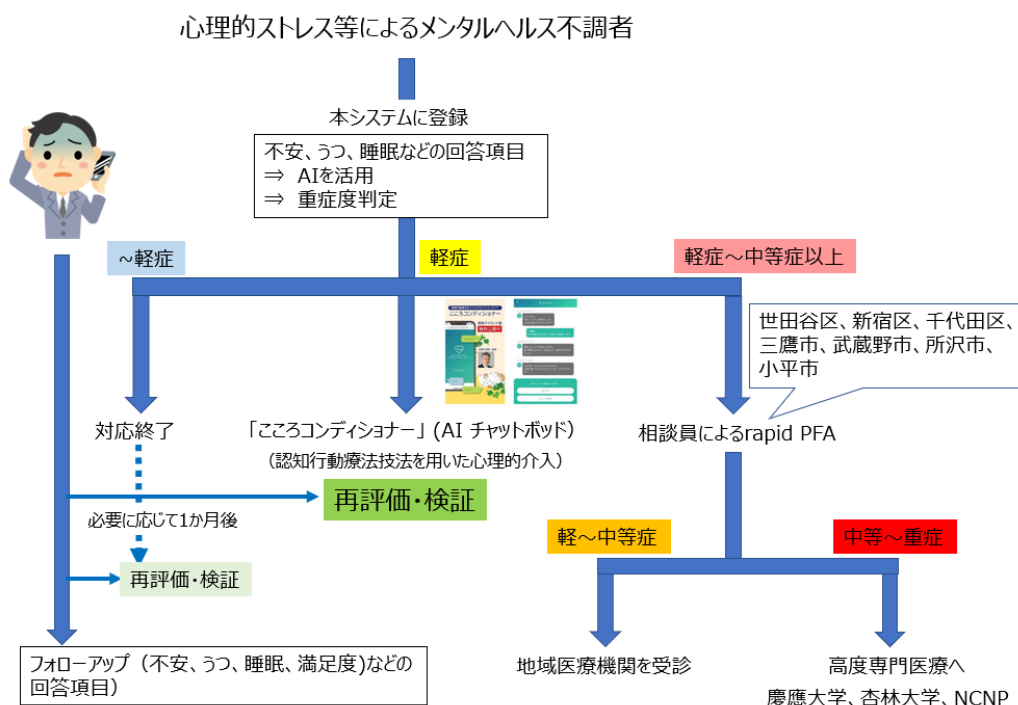 心理的ストレス等によるメンタルヘルス不調者
本システムに登録
不安、うつ、睡眠などの回答項目
⇒ AIを活用
⇒ 重症度判定
~軽症
軽症
軽症～中等症以上
こころコンディショナー
世田谷区、新宿区、千代田区、
三鷹市、武蔵野市、所沢市、
小平市
対応終了
「こころコンディショナー」(AI チャットボッド)
（認知行動療法技法を用いた心理的介入）
相談員によるrapid PFA
再評価・検証
必要に応じて1か月後
再評価・検証
軽～中等症
中等～重症
フォローアップ（不安、うつ、睡眠、満足度)などの
回答項目）
地域医療機関を受診
高度専門医療へ
慶應大学、杏林大学、NCNP